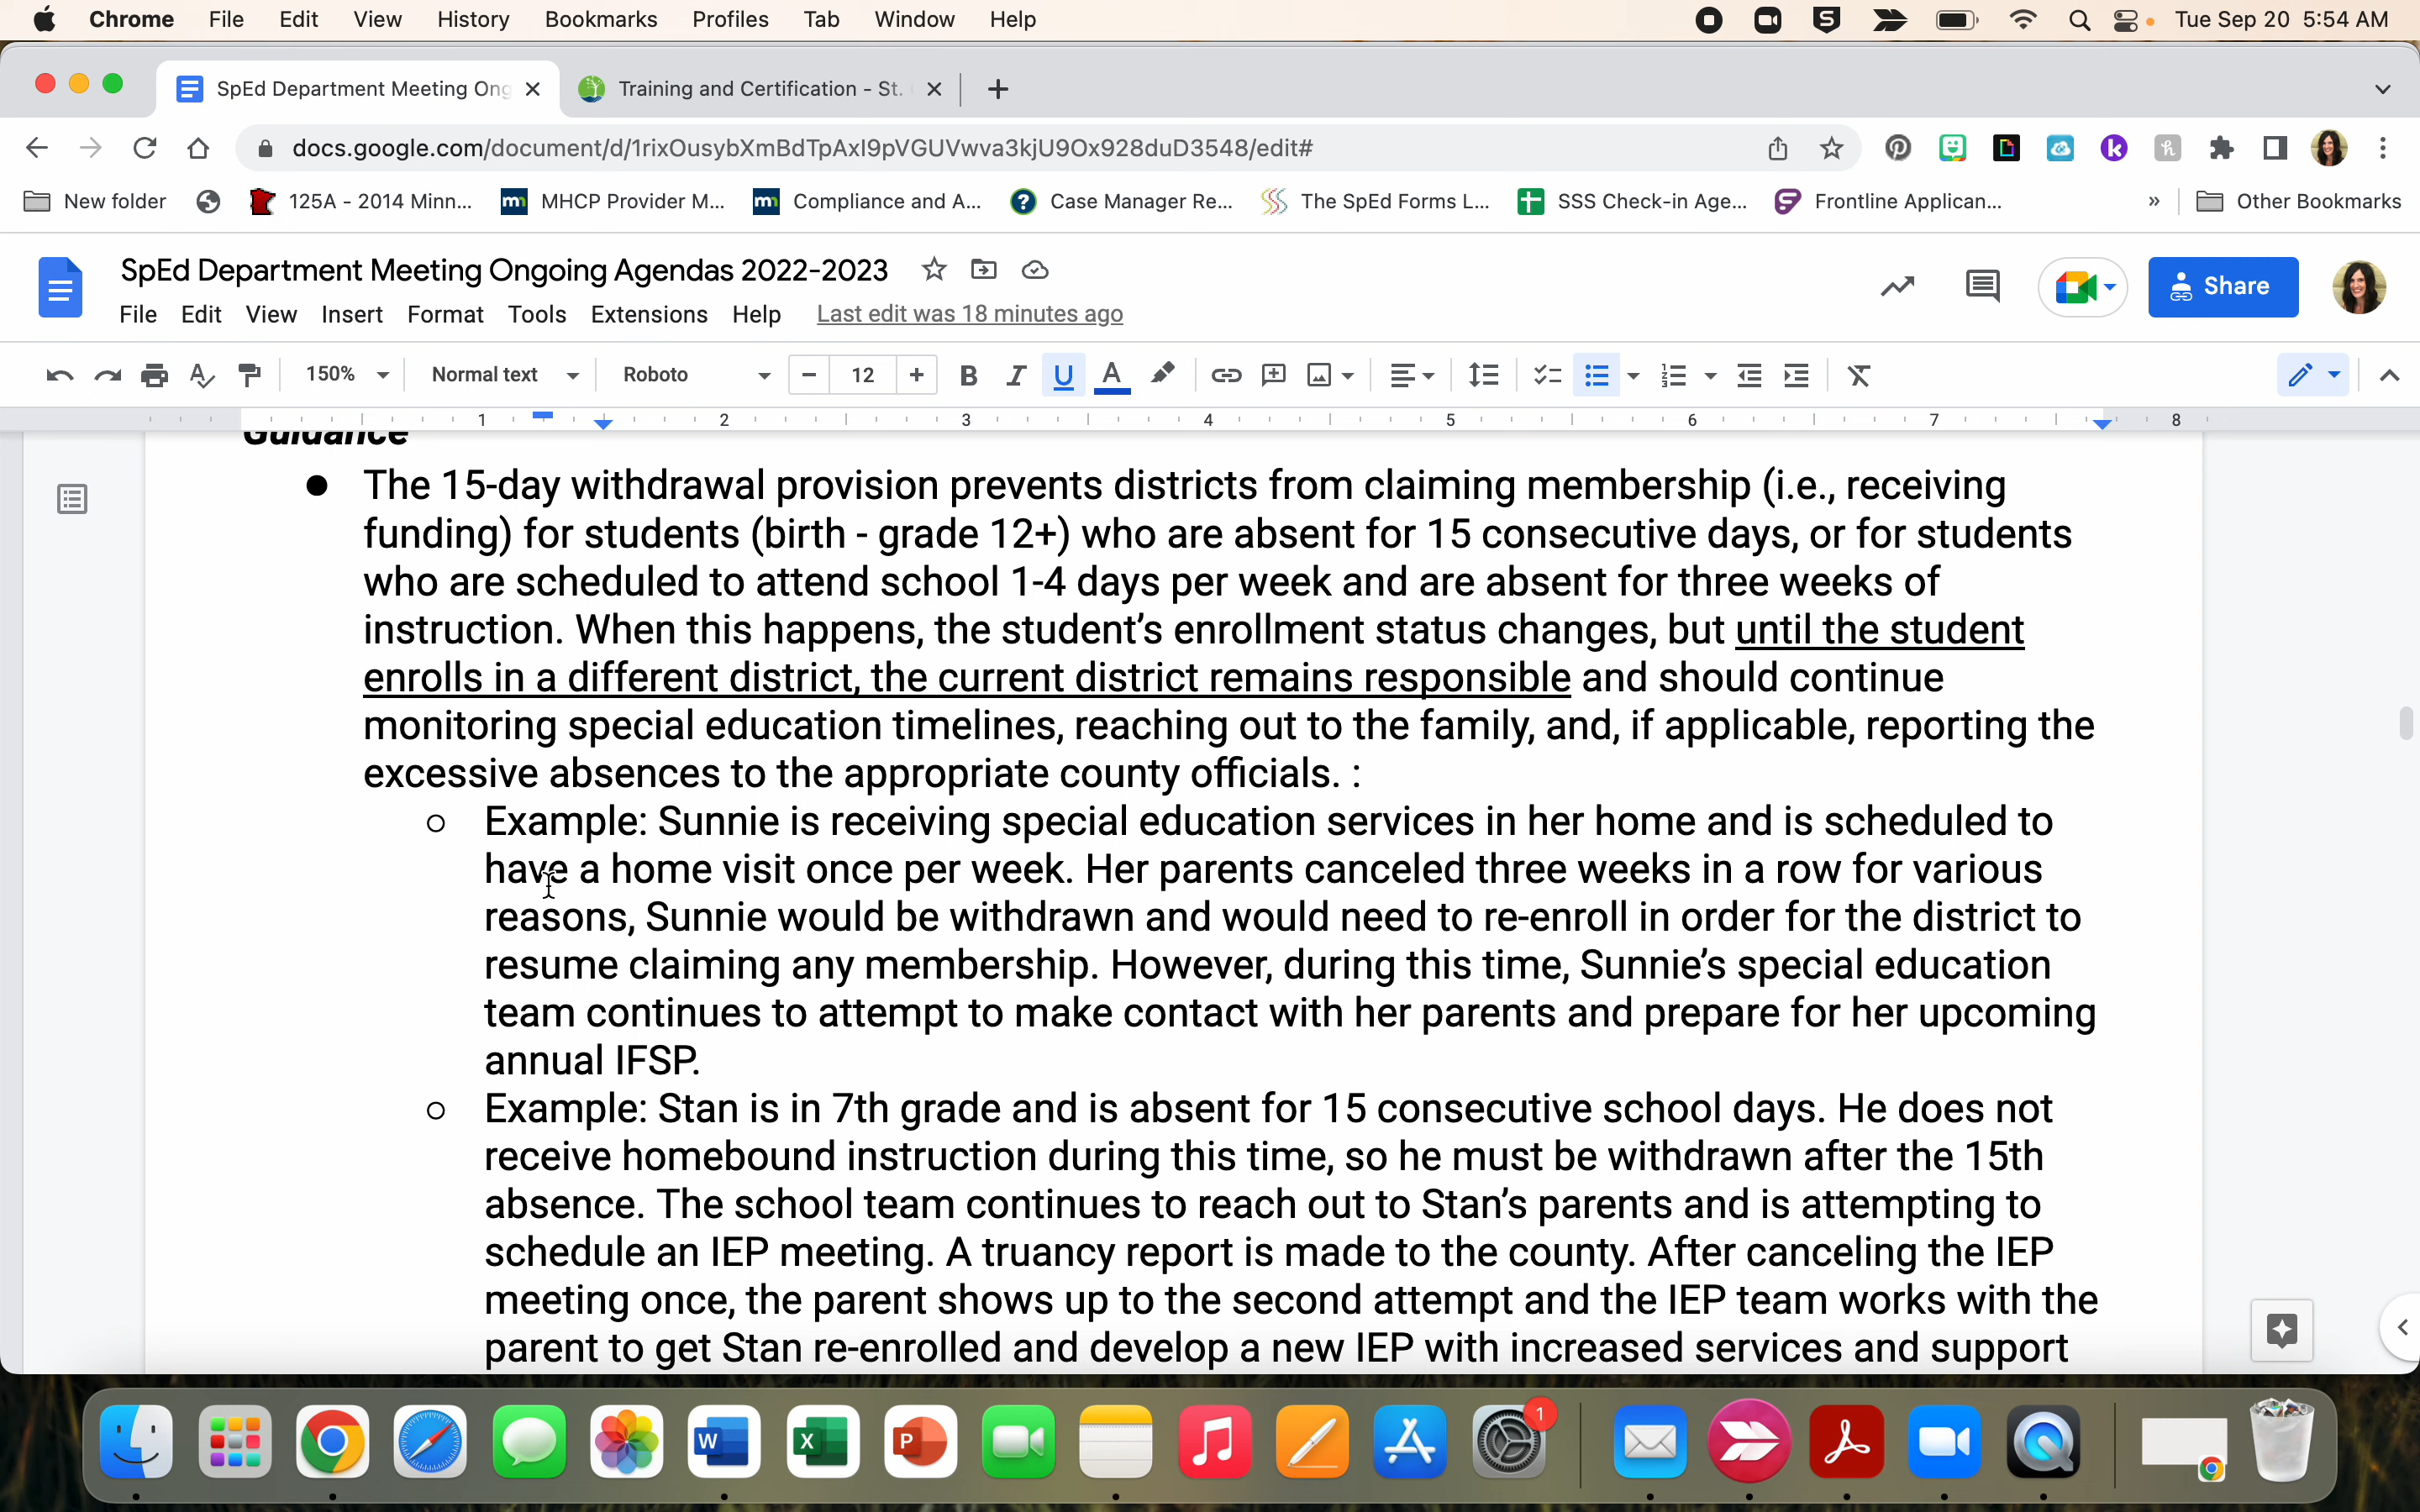 Chrome File Edit View History Bookmarks Profiles Tab Window Help Tue Sep 20 5:54 AM
SpEd Department Meeting Ong Training and Certification - St.
docs.google.com/document/d/1rixOusybXmBdTpAxI9pVGUVwva3kjU9Ox928duD3548/edit#
New folder 125A - 2014 Minn... MHCP Provider M... Compliance and A... Case Manager Re... The SpEd Forms L... SSS Check-in Age... Frontline Applican... » Other Bookmarks
SpEd Department Meeting Ongoing Agendas 2022-2023
Share
File Edit View Insert Format Tools Extensions Help Last edit was 18 minutes ago
150% Normal text Roboto − 12 + B I U A
1 2 3 4 5 6 7 8
Guidance
● The 15-day withdrawal provision prevents districts from claiming membership (i.e., receiving
funding) for students (birth - grade 12+) who are absent for 15 consecutive days, or for students
who are scheduled to attend school 1-4 days per week and are absent for three weeks of
instruction. When this happens, the student's enrollment status changes, but until the student
enrolls in a different district, the current district remains responsible and should continue
monitoring special education timelines, reaching out to the family, and, if applicable, reporting the
excessive absences to the appropriate county officials. :
○ Example: Sunnie is receiving special education services in her home and is scheduled to
have a home visit once per week. Her parents canceled three weeks in a row for various
reasons, Sunnie would be withdrawn and would need to re-enroll in order for the district to
resume claiming any membership. However, during this time, Sunnie's special education
team continues to attempt to make contact with her parents and prepare for her upcoming
annual IFSP.
○ Example: Stan is in 7th grade and is absent for 15 consecutive school days. He does not
receive homebound instruction during this time, so he must be withdrawn after the 15th
absence. The school team continues to reach out to Stan's parents and is attempting to
schedule an IEP meeting. A truancy report is made to the county. After canceling the IEP
meeting once, the parent shows up to the second attempt and the IEP team works with the
parent to get Stan re-enrolled and develop a new IEP with increased services and support
1